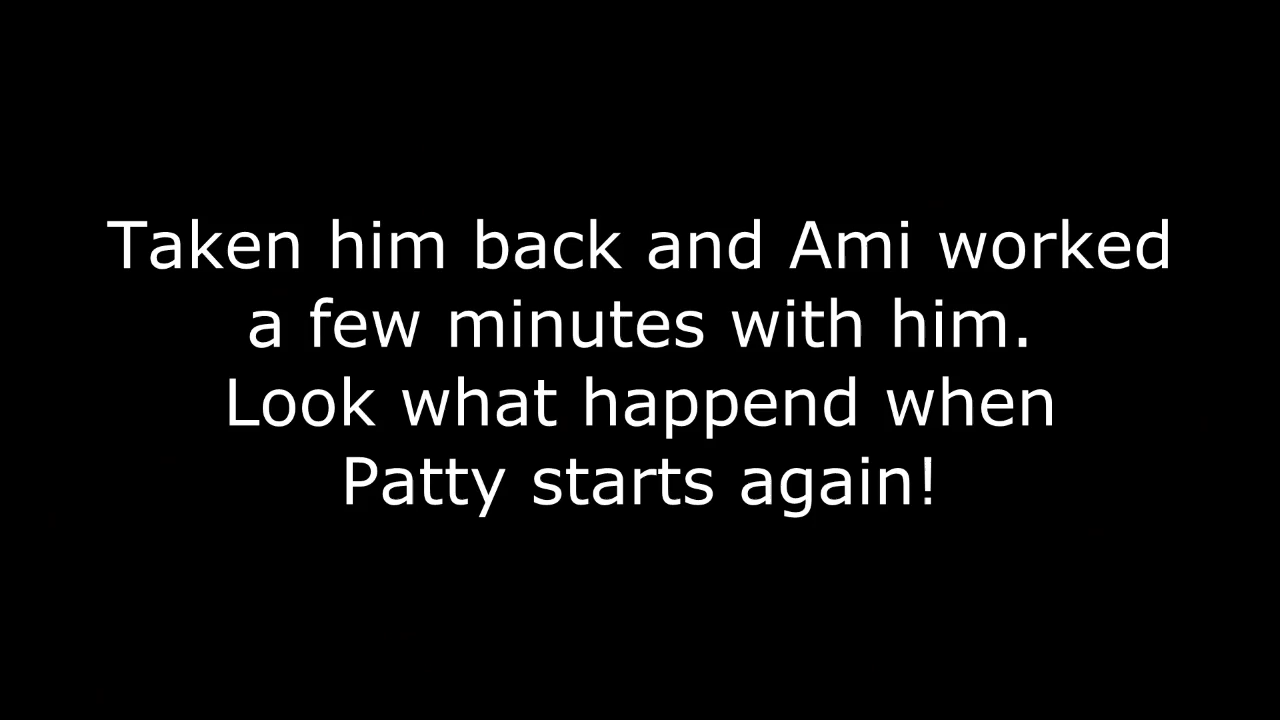 Taken him back and Ami worked
a few minutes with him.
Look what happend when
Patty starts again!